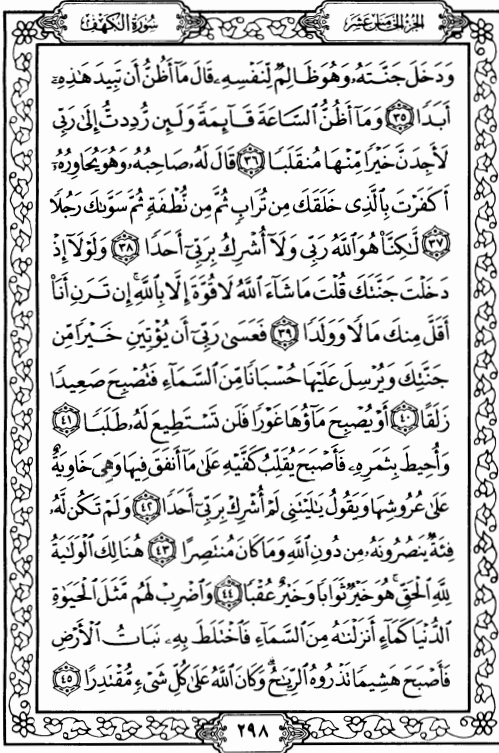 الجزء الخامس عشر
سورة الكهف
وَدَخَلَ جَنَّتَهُۥ وَهُوَ ظَالِمٌ لِّنَفْسِهِۦ قَالَ مَآ أَظُنُّ أَن تَبِيدَ هَٰذِهِۦٓ
أَبَدًا ٣٥ وَمَآ أَظُنُّ ٱلسَّاعَةَ قَآئِمَةً وَلَئِن رُّدِدتُّ إِلَىٰ رَبِّى
لَأَجِدَنَّ خَيْرًا مِّنْهَا مُنقَلَبًا ٣٦ قَالَ لَهُۥ صَاحِبُهُۥ وَهُوَ يُحَاوِرُهُۥٓ
أَكَفَرْتَ بِٱلَّذِى خَلَقَكَ مِن تُرَابٍ ثُمَّ مِن نُّطْفَةٍ ثُمَّ سَوَّىٰكَ رَجُلًا
٣٧ لَّٰكِنَّا۠ هُوَ ٱللَّهُ رَبِّى وَلَآ أُشْرِكُ بِرَبِّىٓ أَحَدًا ٣٨ وَلَوْلَآ إِذْ
دَخَلْتَ جَنَّتَكَ قُلْتَ مَا شَآءَ ٱللَّهُ لَا قُوَّةَ إِلَّا بِٱللَّهِ ۚ إِن تَرَنِ أَنَا۠
أَقَلَّ مِنكَ مَالًا وَوَلَدًا ٣٩ فَعَسَىٰ رَبِّىٓ أَن يُؤْتِيَنِ خَيْرًا مِّن
جَنَّتِكَ وَيُرْسِلَ عَلَيْهَا حُسْبَانًا مِّنَ ٱلسَّمَآءِ فَتُصْبِحَ صَعِيدًا
زَلَقًا ٤٠ أَوْ يُصْبِحَ مَآؤُهَا غَوْرًا فَلَن تَسْتَطِيعَ لَهُۥ طَلَبًا ٤١
وَأُحِيطَ بِثَمَرِهِۦ فَأَصْبَحَ يُقَلِّبُ كَفَّيْهِ عَلَىٰ مَآ أَنفَقَ فِيهَا وَهِىَ خَاوِيَةٌ
عَلَىٰ عُرُوشِهَا وَيَقُولُ يَٰلَيْتَنِى لَمْ أُشْرِكْ بِرَبِّىٓ أَحَدًا ٤٢ وَلَمْ تَكُن لَّهُۥ
فِئَةٌ يَنصُرُونَهُۥ مِن دُونِ ٱللَّهِ وَمَا كَانَ مُنتَصِرًا ٤٣ هُنَالِكَ ٱلْوَلَٰيَةُ
لِلَّهِ ٱلْحَقِّ ۚ هُوَ خَيْرٌ ثَوَابًا وَخَيْرٌ عُقْبًا ٤٤ وَٱضْرِبْ لَهُم مَّثَلَ ٱلْحَيَوٰةِ
ٱلدُّنْيَا كَمَآءٍ أَنزَلْنَٰهُ مِنَ ٱلسَّمَآءِ فَٱخْتَلَطَ بِهِۦ نَبَاتُ ٱلْأَرْضِ
فَأَصْبَحَ هَشِيمًا تَذْرُوهُ ٱلرِّيَٰحُ ۗ وَكَانَ ٱللَّهُ عَلَىٰ كُلِّ شَىْءٍ مُّقْتَدِرًا ٤٥
٢٩٨